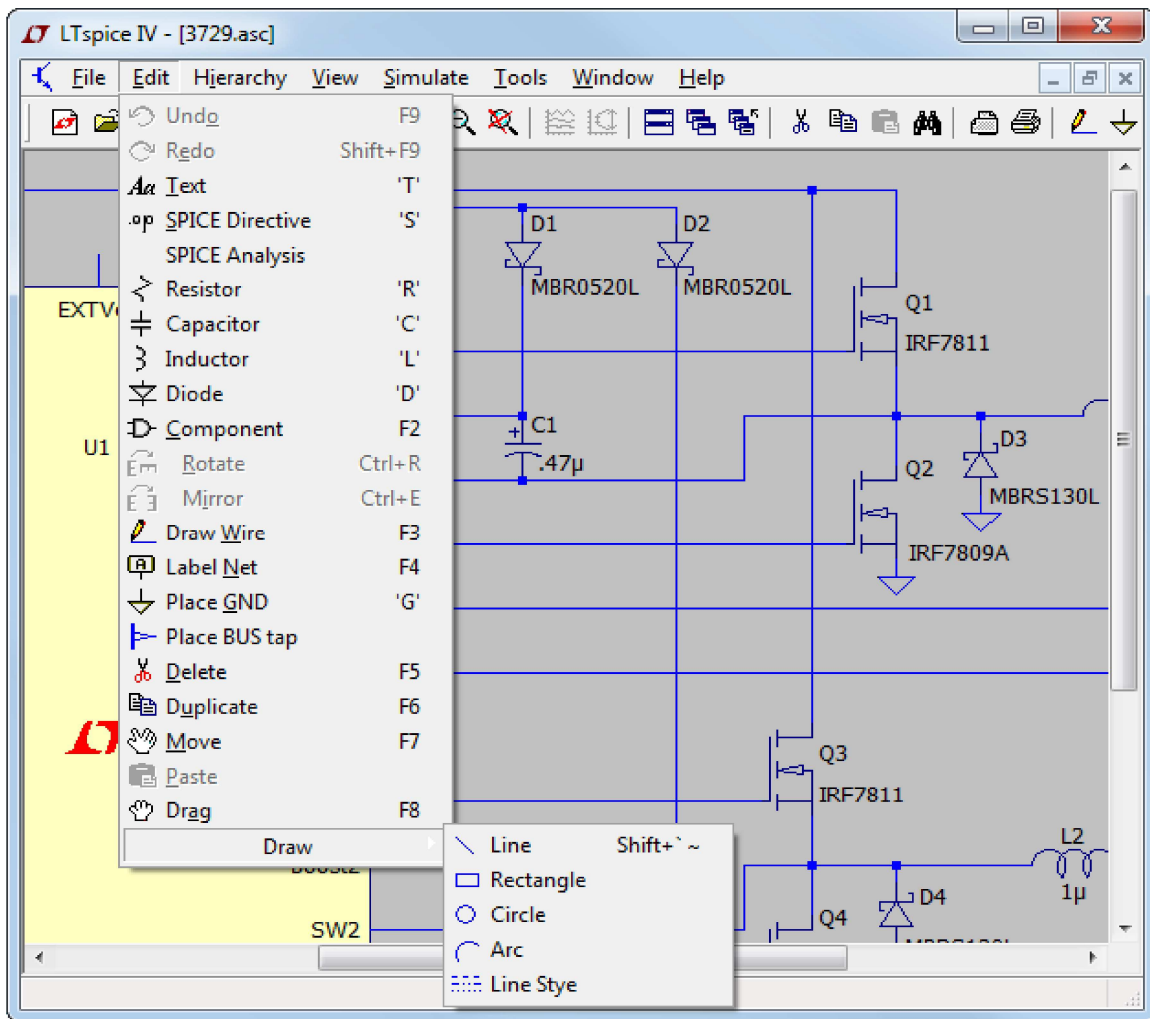 LTspice IV - [3729.asc]
File Edit Hierarchy View Simulate Tools Window Help
Undo F9
Redo Shift+F9
Aa Text 'T'
.op SPICE Directive 'S'
SPICE Analysis
Resistor 'R'
Capacitor 'C'
Inductor 'L'
Diode 'D'
Component F2
Rotate Ctrl+R
Mirror Ctrl+E
Draw Wire F3
A Label Net F4
Place GND 'G'
Place BUS tap
Delete F5
Duplicate F6
Move F7
Paste
Drag F8
Draw
Line Shift+` ~
Rectangle
Circle
Arc
Line Stye
U1
SW2
D1
MBR0520L
D2
MBR0520L
Q1
IRF7811
C1
.47µ
D3
MBRS130L
Q2
IRF7809A
Q3
IRF7811
L2
1µ
D4
Q4